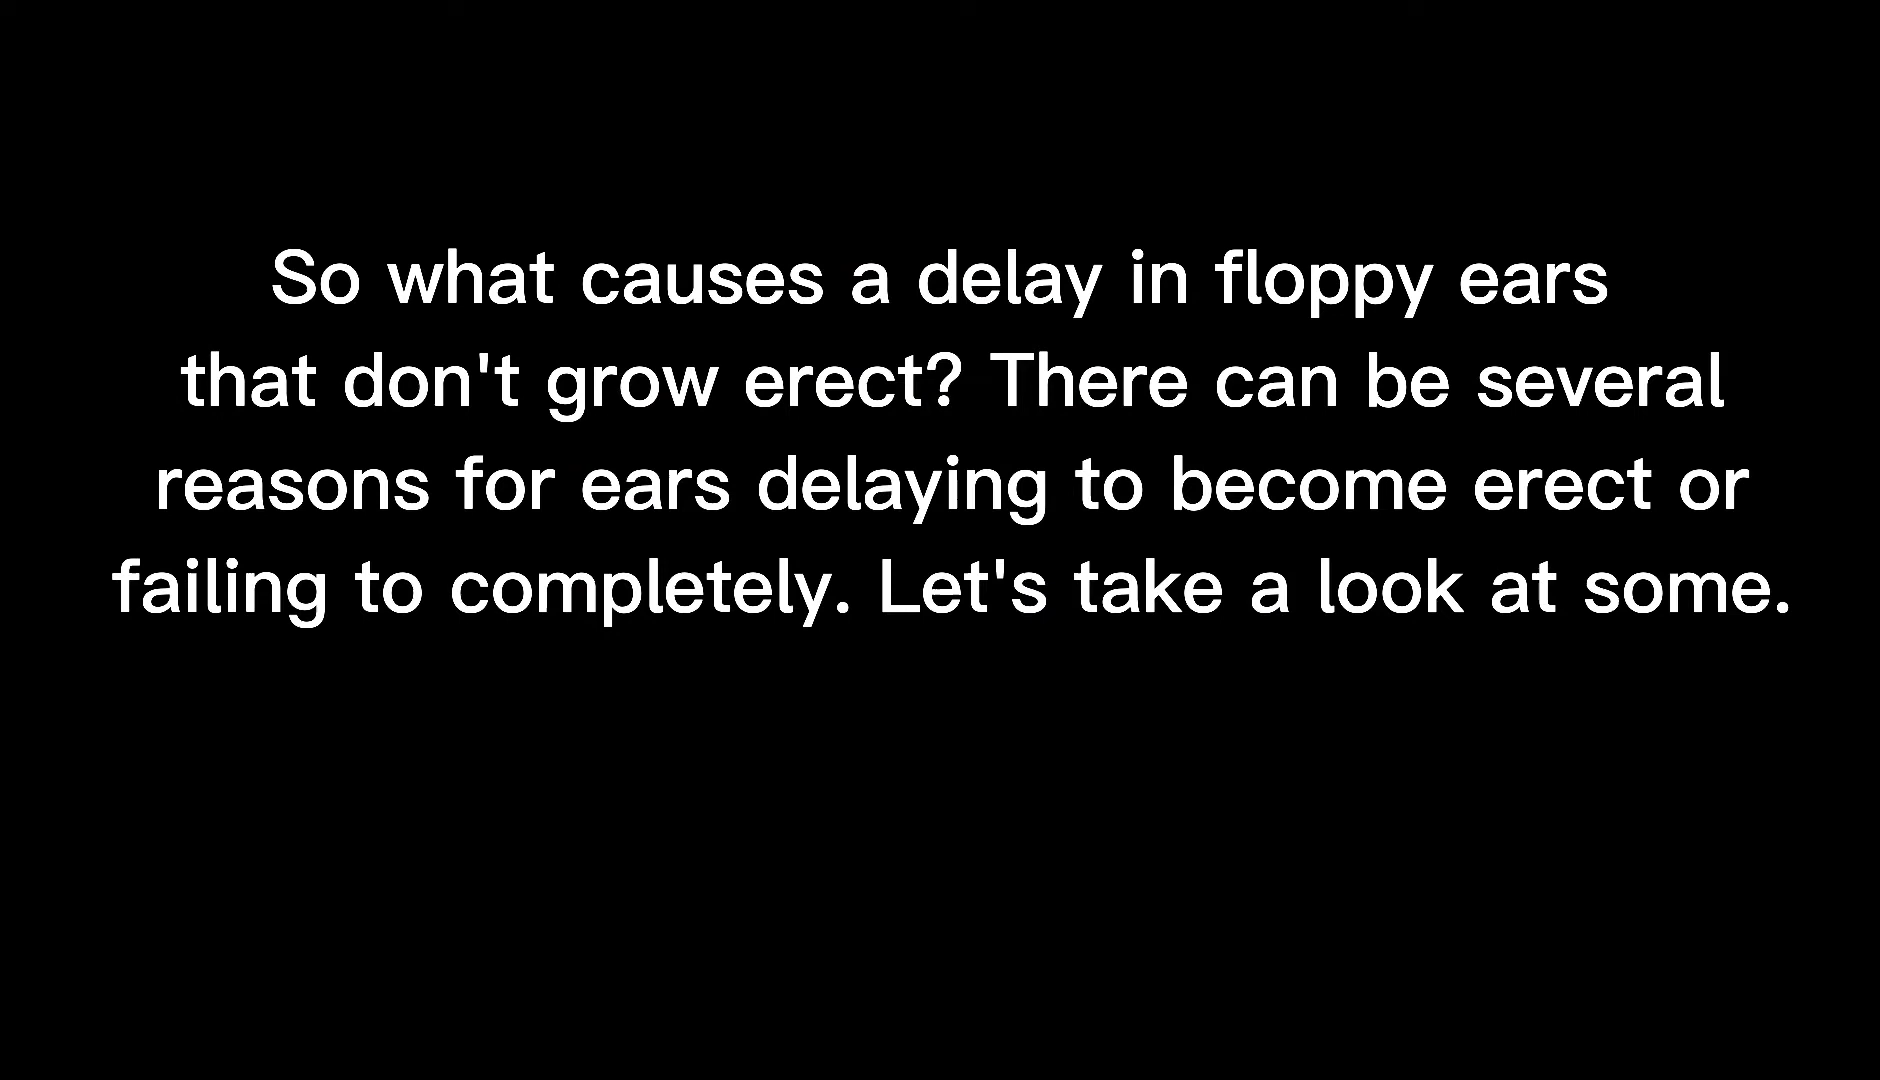 So what causes a delay in floppy ears
that don't grow erect? There can be several
reasons for ears delaying to become erect or
failing to completely. Let's take a look at some.